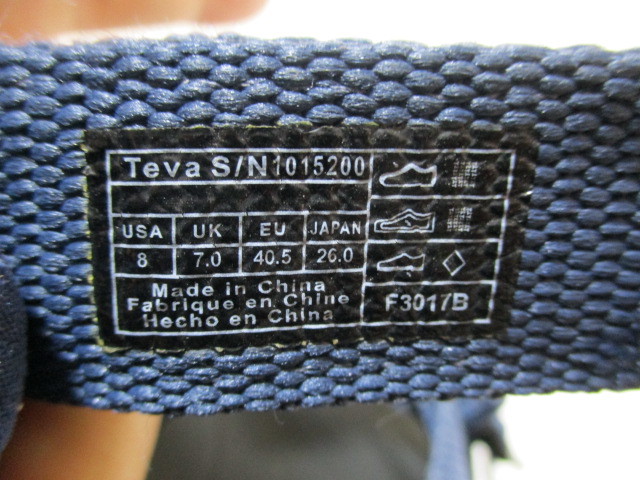 Teva S/N1015200
USA UK EU JAPAN
8 7.0 40.5 26.0
Made in China
Fabrique en Chine
Hecho en China
F3017B